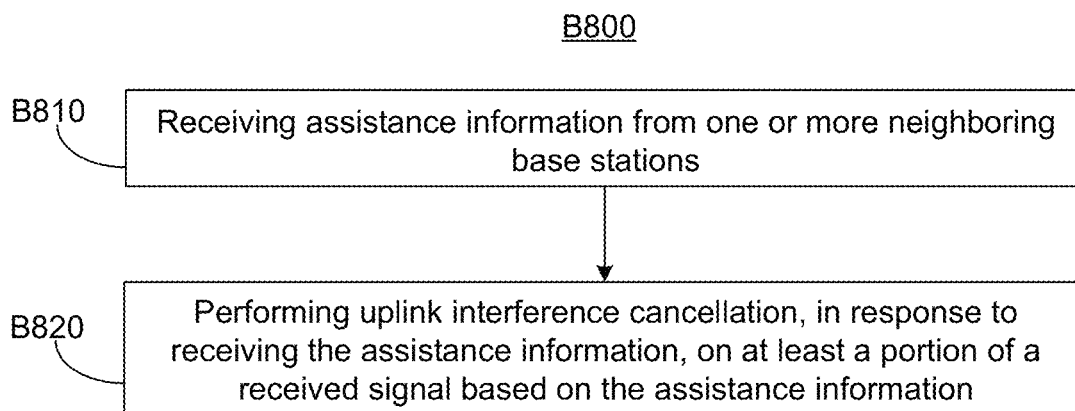 B800
B810
Receiving assistance information from one or more neighboring
base stations
B820
Performing uplink interference cancellation, in response to
receiving the assistance information, on at least a portion of a
received signal based on the assistance information